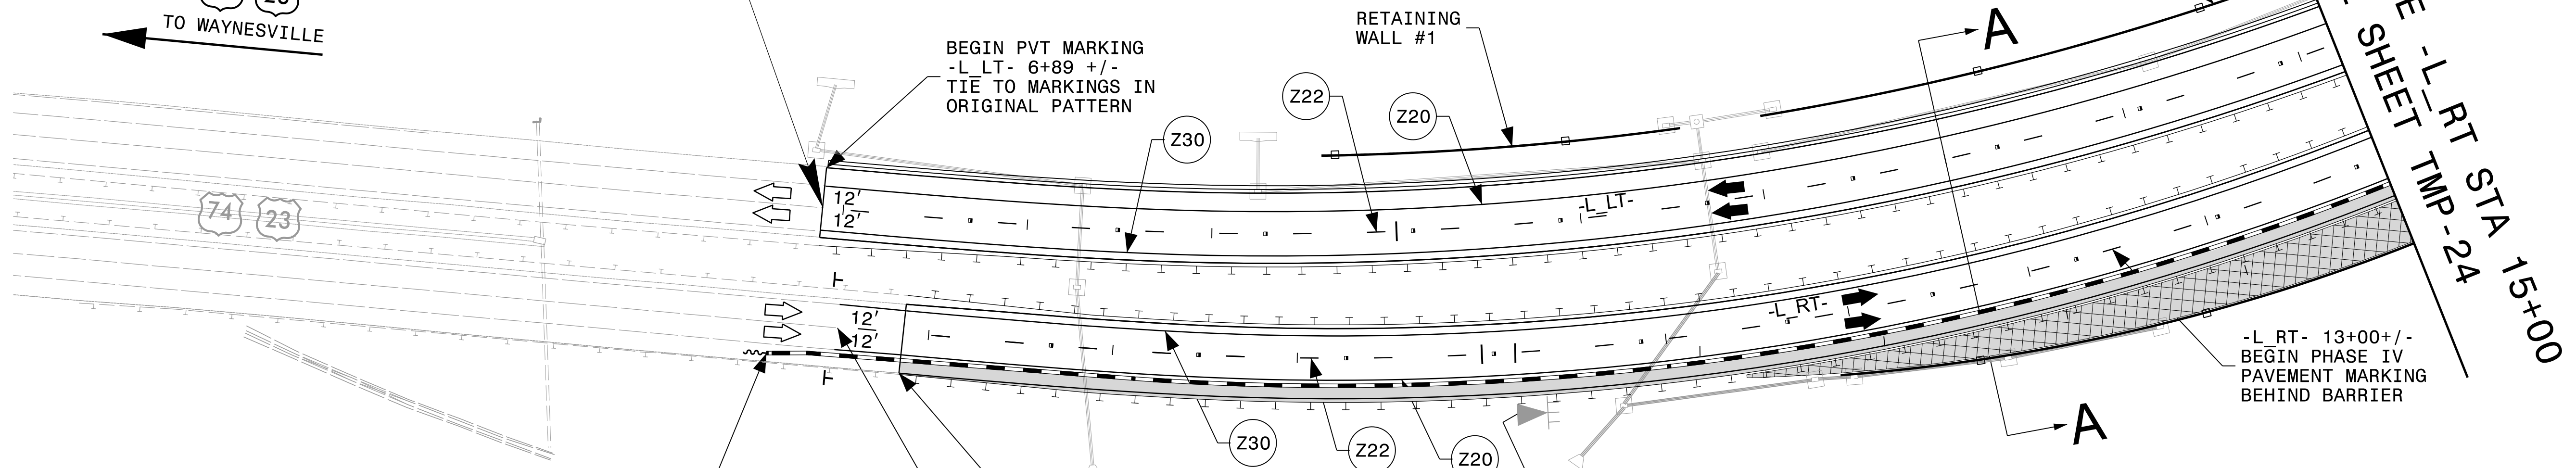 23
TO WAYNESVILLE
BEGIN PVT MARKING
-L_LT- 6+89 +/-
TIE TO MARKINGS IN
ORIGINAL PATTERN
RETAINING
WALL #1
Z22
Z20
Z30
A
-L_RT STA 15+00
SHEET TMP-24
74
23
12'
12'
-L_LT-
12'
12'
-L_RT-
-L_RT- 13+00+/-
BEGIN PHASE IV
PAVEMENT MARKING
BEHIND BARRIER
A
Z30
Z22
Z20